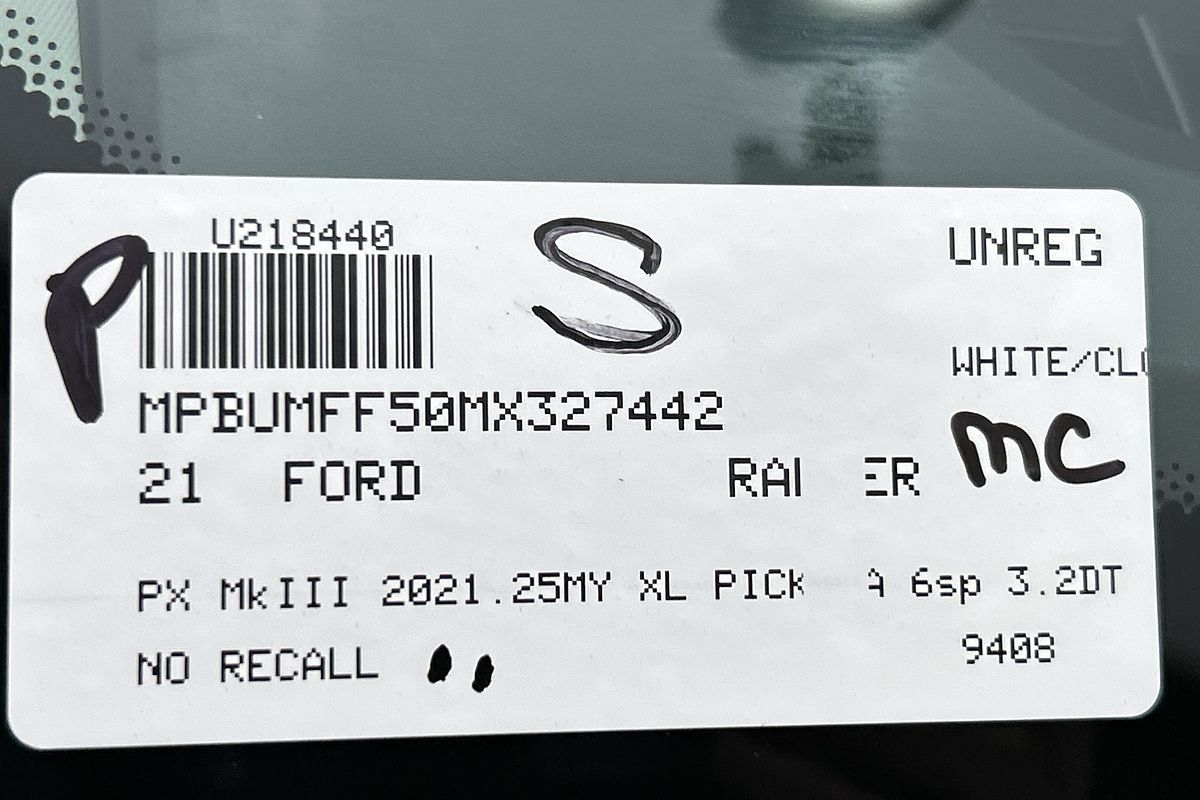 U218440
P
S
UNREG
WHITE/CL
MPBUMFF50MX327442
MC
21 FORD
PX MkIII 2021.25MY XL PICK 6sp 3.2DT
NO RECALL
9408